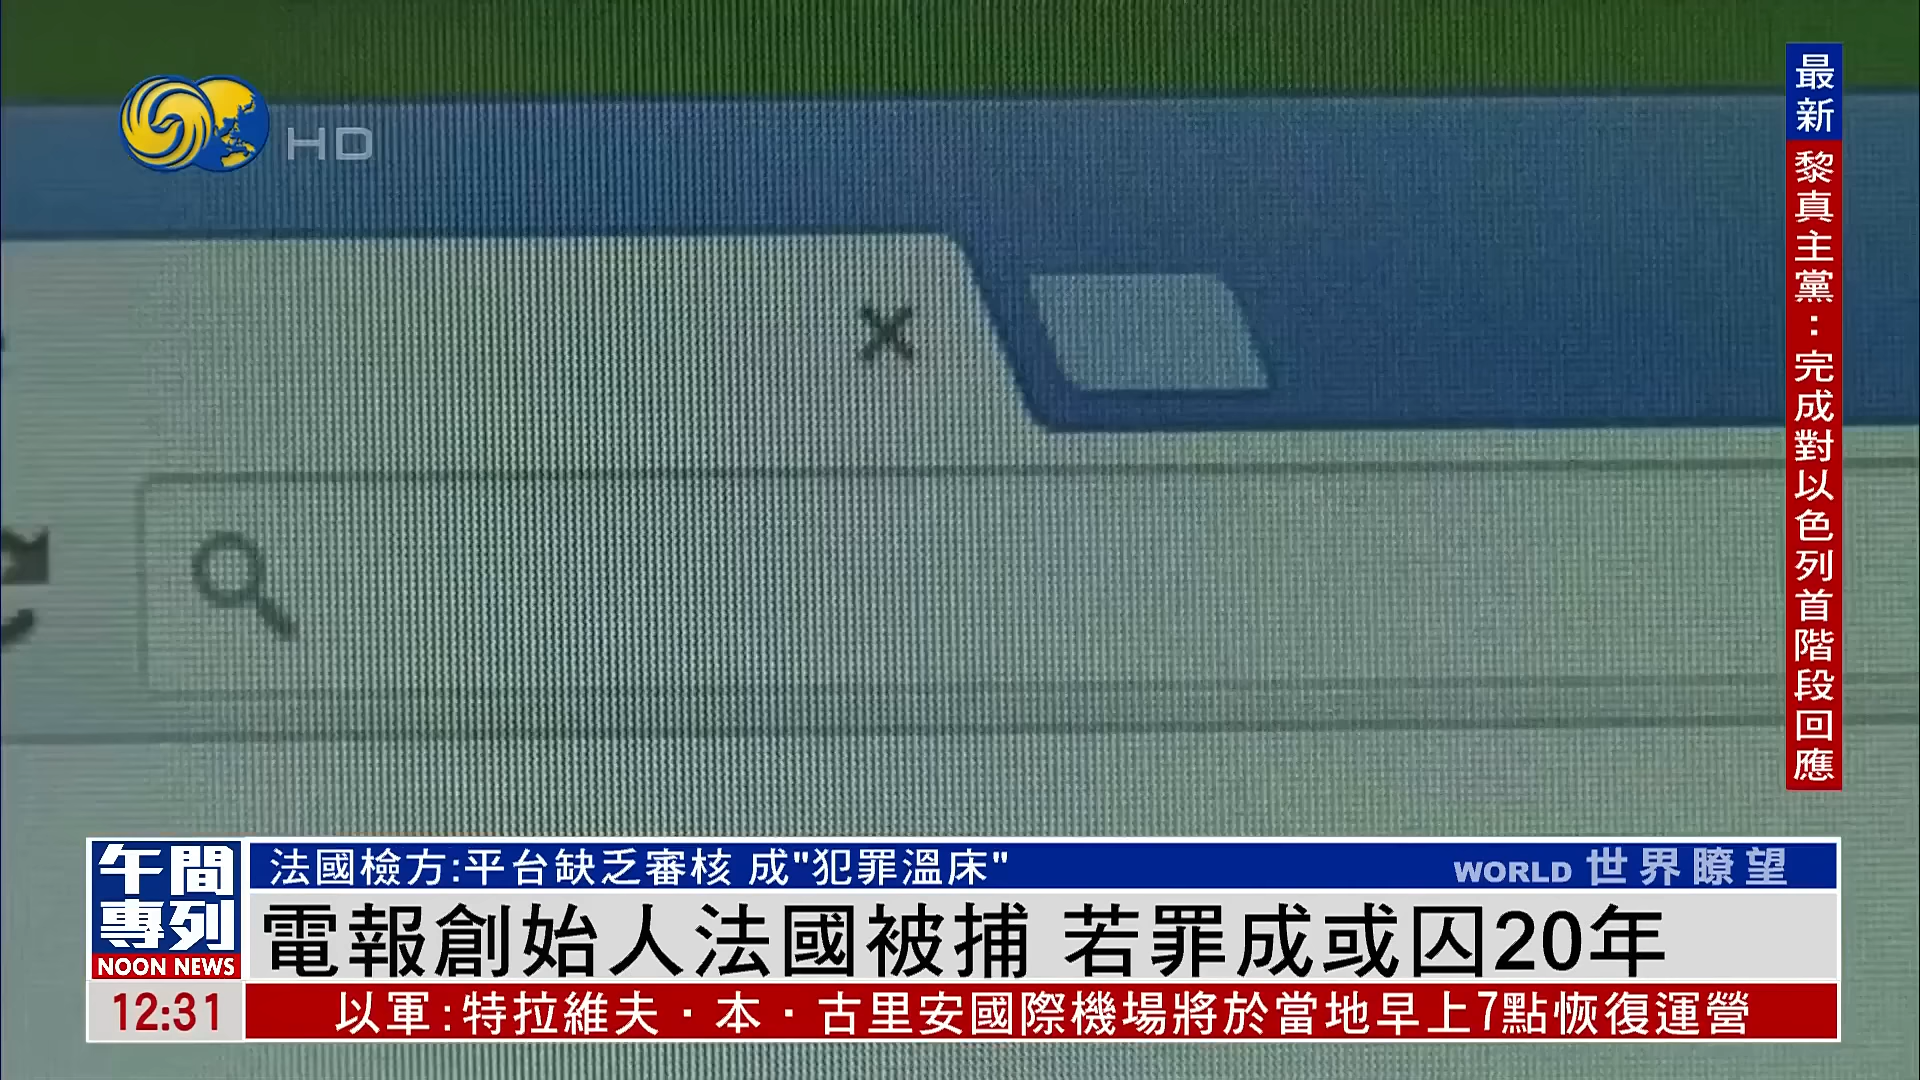 HD
最新 黎真主黨：完成對以色列首階段回應
午間專列
NOON NEWS
12:31
法國檢方:平台缺乏審核 成"犯罪溫床"
WORLD 世界瞭望
電報創始人法國被捕 若罪成或囚20年
以軍:特拉維夫·本·古里安國際機場將於當地早上7點恢復運營